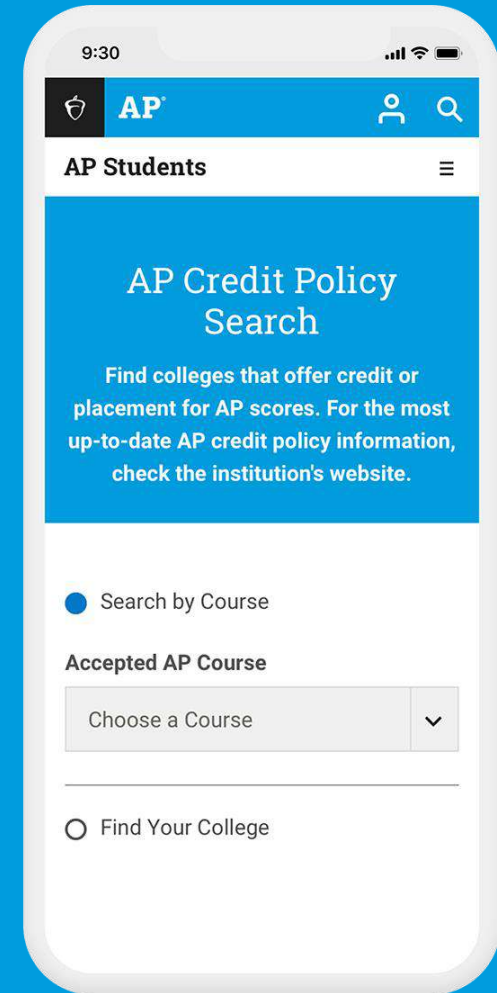 9:30
AP®
AP Students
AP Credit Policy
Search
Find colleges that offer credit or
placement for AP scores. For the most
up-to-date AP credit policy information,
check the institution's website.
Search by Course
Accepted AP Course
Choose a Course
Find Your College